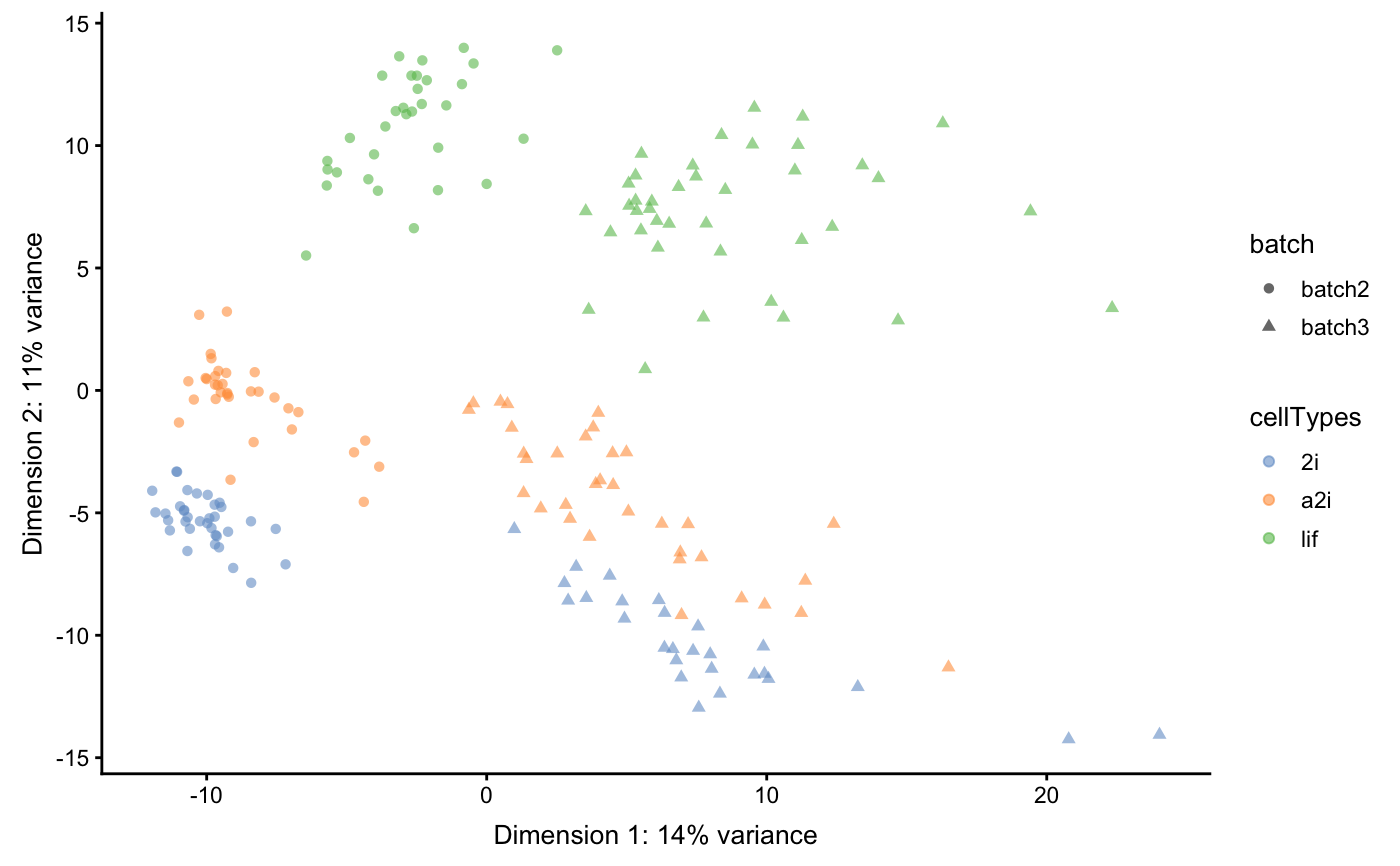 15
10
5
0
-5
-10
-15
Dimension 2: 11% variance
-10
0
10
20
Dimension 1: 14% variance
batch
batch2
batch3
cellTypes
2i
a2i
lif